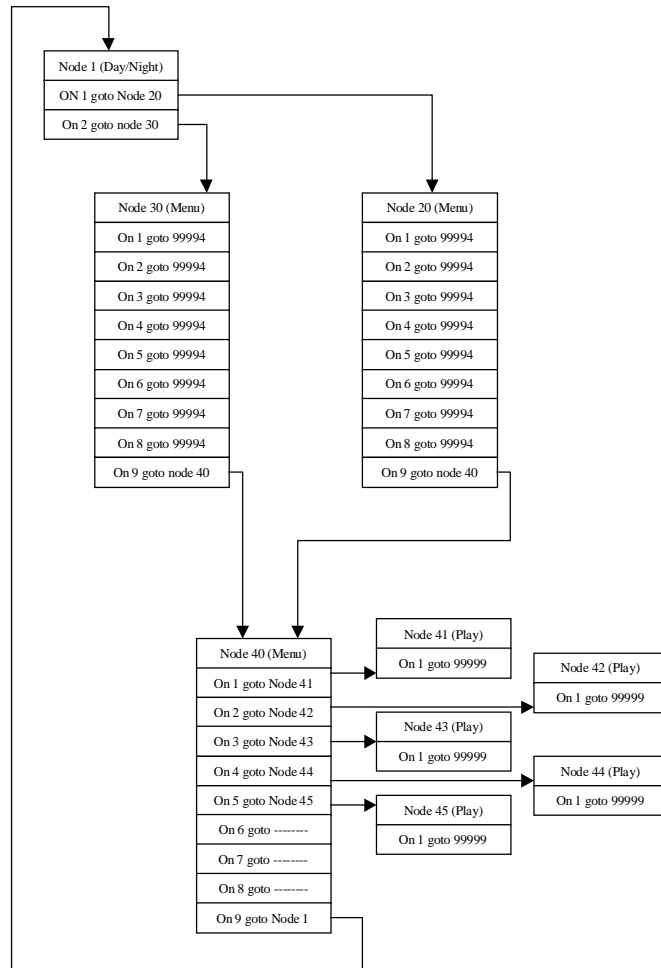 Node 1 (Day/Night)
ON 1 goto Node 20
On 2 goto node 30
Node 30 (Menu)
On 1 goto 99994
On 2 goto 99994
On 3 goto 99994
On 4 goto 99994
On 5 goto 99994
On 6 goto 99994
On 7 goto 99994
On 8 goto 99994
On 9 goto node 40
Node 20 (Menu)
On 1 goto 99994
On 2 goto 99994
On 3 goto 99994
On 4 goto 99994
On 5 goto 99994
On 6 goto 99994
On 7 goto 99994
On 8 goto 99994
On 9 goto node 40
Node 40 (Menu)
On 1 goto Node 41
On 2 goto Node 42
On 3 goto Node 43
On 4 goto Node 44
On 5 goto Node 45
On 6 goto --------
On 7 goto --------
On 8 goto --------
On 9 goto Node 1
Node 41 (Play)
On 1 goto 99999
Node 42 (Play)
On 1 goto 99999
Node 43 (Play)
On 1 goto 99999
Node 44 (Play)
On 1 goto 99999
Node 45 (Play)
On 1 goto 99999